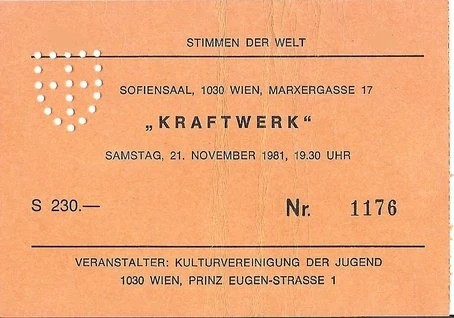 STIMMEN DER WELT
SOFIENSAAL, 1030 WIEN, MARXERGASSE 17
„KRAFTWERK“
SAMSTAG, 21. NOVEMBER 1981, 19.30 UHR
S 230.— Nr. 1176
VERANSTALTER: KULTURVEREINIGUNG DER JUGEND
1030 WIEN, PRINZ EUGEN-STRASSE 1